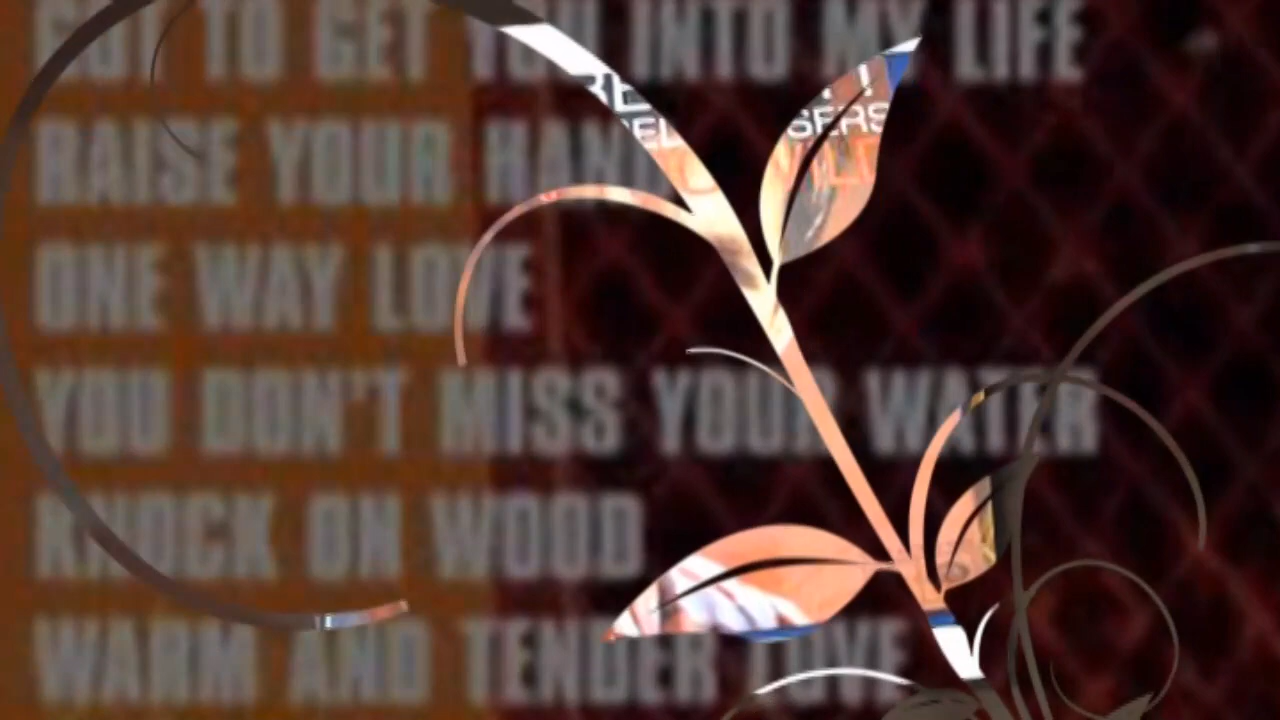 GOT TO GET YOU INTO MY LIFE
RAISE YOUR HAND
ONE WAY LOVE
YOU DON'T MISS YOUR WATER
KNOCK ON WOOD
WARM AND TENDER LOVE
SERS